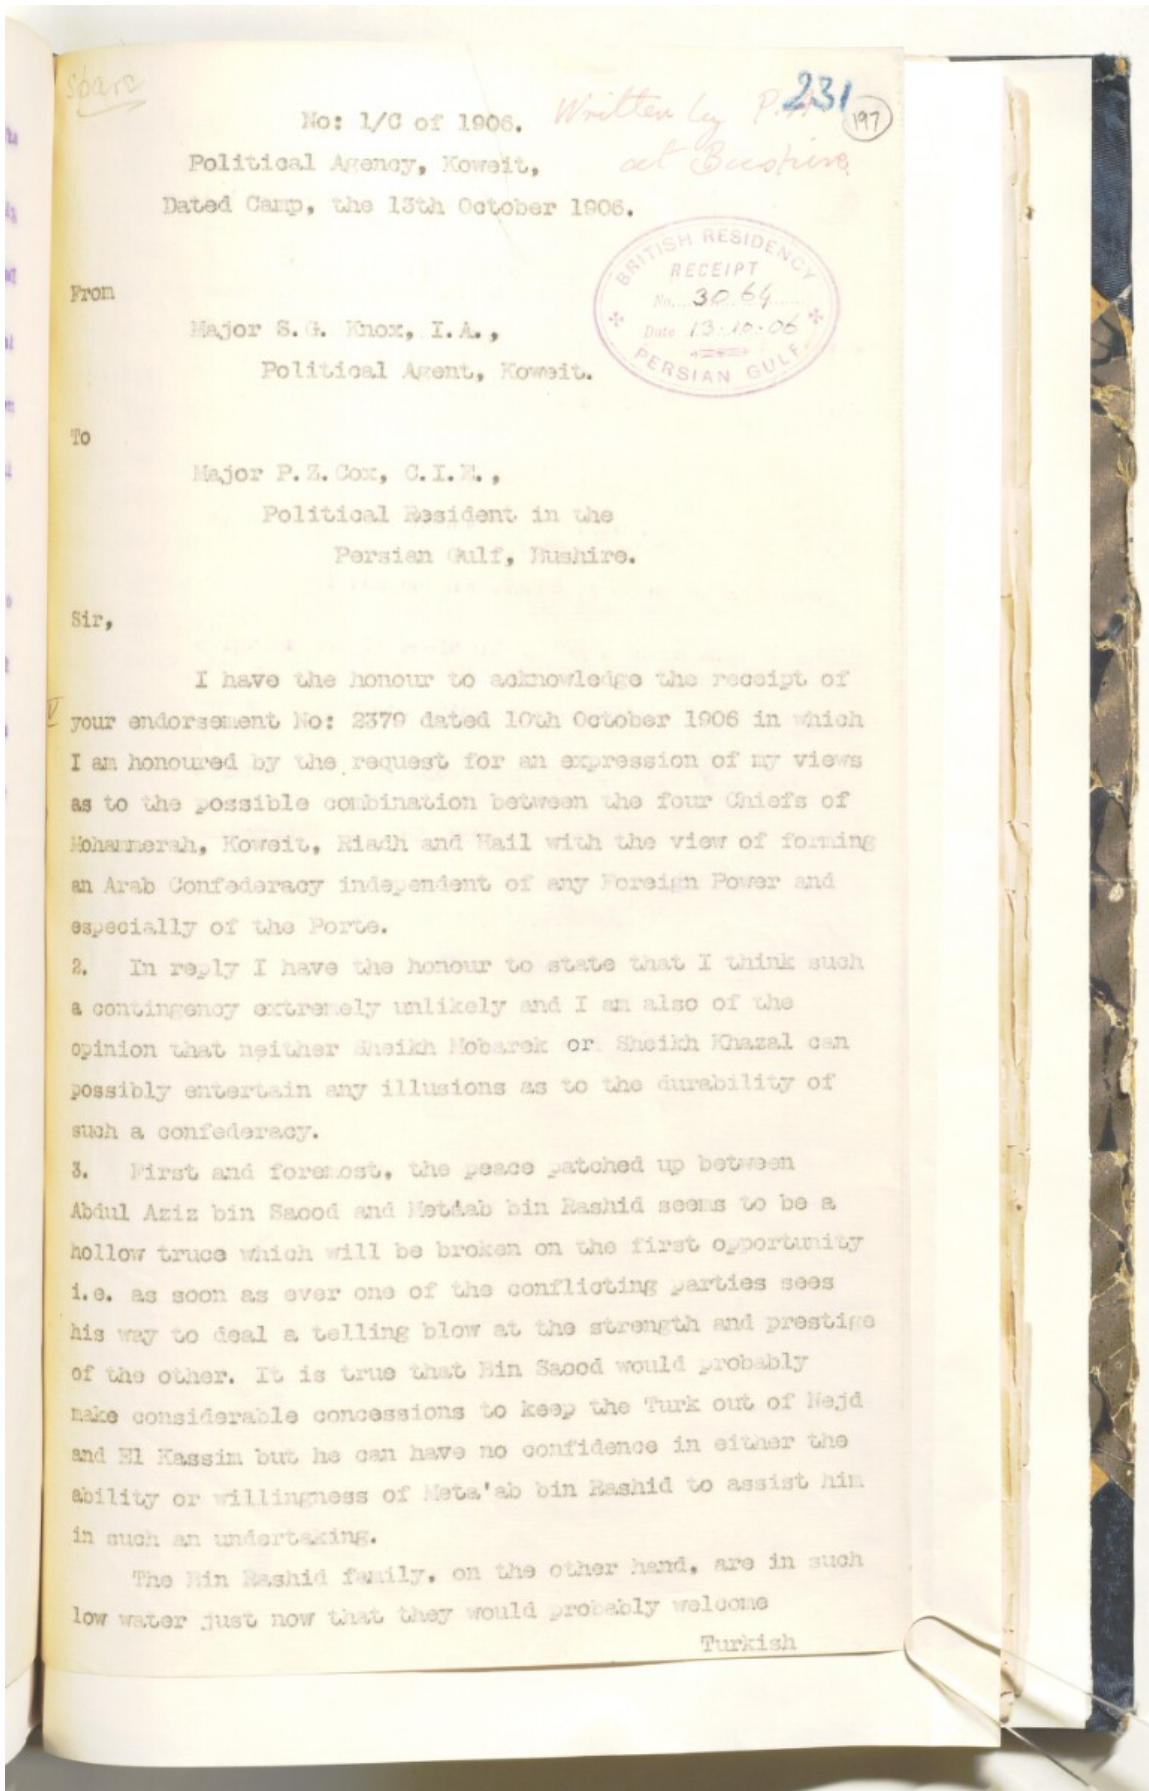 Spare
231
197
Written by P.A.
at Bushire
No: 1/C of 1906.
Political Agency, Koweit,
Dated Camp, the 13th October 1906.
BRITISH RESIDENCY
RECEIPT
No. 3064
Date 13.10.06
PERSIAN GULF
From
Major S.G. Knox, I.A.,
Political Agent, Koweit.
To
Major P.Z. Cox, C.I.E.,
Political Resident in the
Persian Gulf, Bushire.
Sir,
I have the honour to acknowledge the receipt of
your endorsement No: 2379 dated 10th October 1906 in which
I am honoured by the request for an expression of my views
as to the possible combination between the four Chiefs of
Mohammerah, Koweit, Riadh and Hail with the view of forming
an Arab Confederacy independent of any Foreign Power and
especially of the Porte.
2. In reply I have the honour to state that I think such
a contingency extremely unlikely and I am also of the
opinion that neither Sheikh Mobarek or Sheikh Khazal can
possibly entertain any illusions as to the durability of
such a confederacy.
3. First and foremost, the peace patched up between
Abdul Aziz bin Saood and Metaab bin Rashid seems to be a
hollow truce which will be broken on the first opportunity
i.e. as soon as ever one of the conflicting parties sees
his way to deal a telling blow at the strength and prestige
of the other. It is true that Bin Saood would probably
make considerable concessions to keep the Turk out of Nejd
and El Kassim but he can have no confidence in either the
ability or willingness of Meta'ab bin Rashid to assist him
in such an undertaking.
The Bin Rashid family, on the other hand, are in such
low water just now that they would probably welcome
Turkish